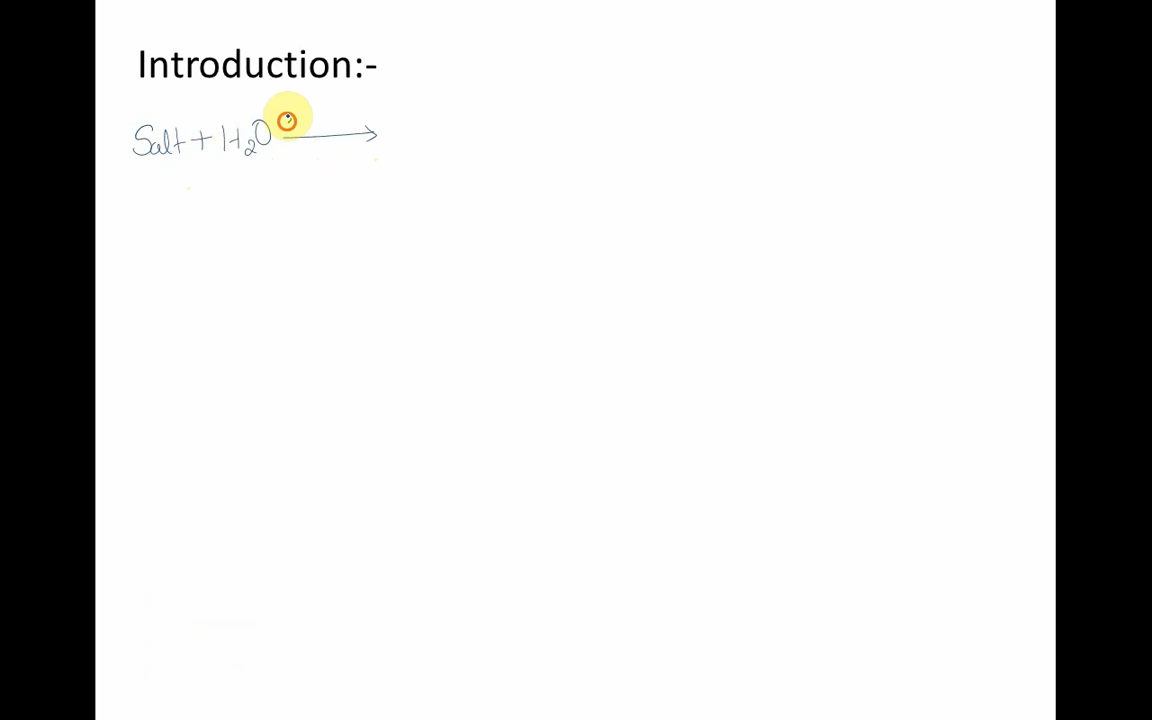 Introduction:-
Salt + H₂O ⟶